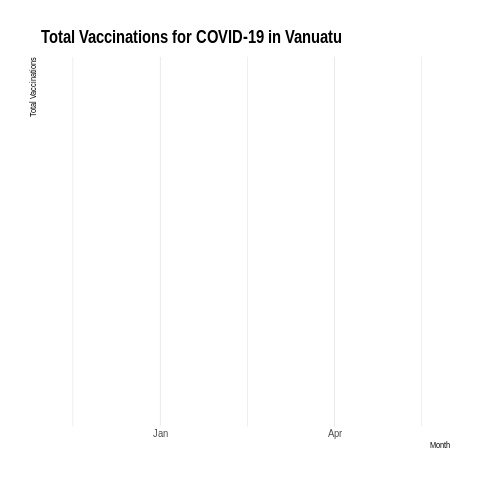 Total Vaccinations for COVID-19 in Vanuatu
Total Vaccinations
Jan
Apr
Month